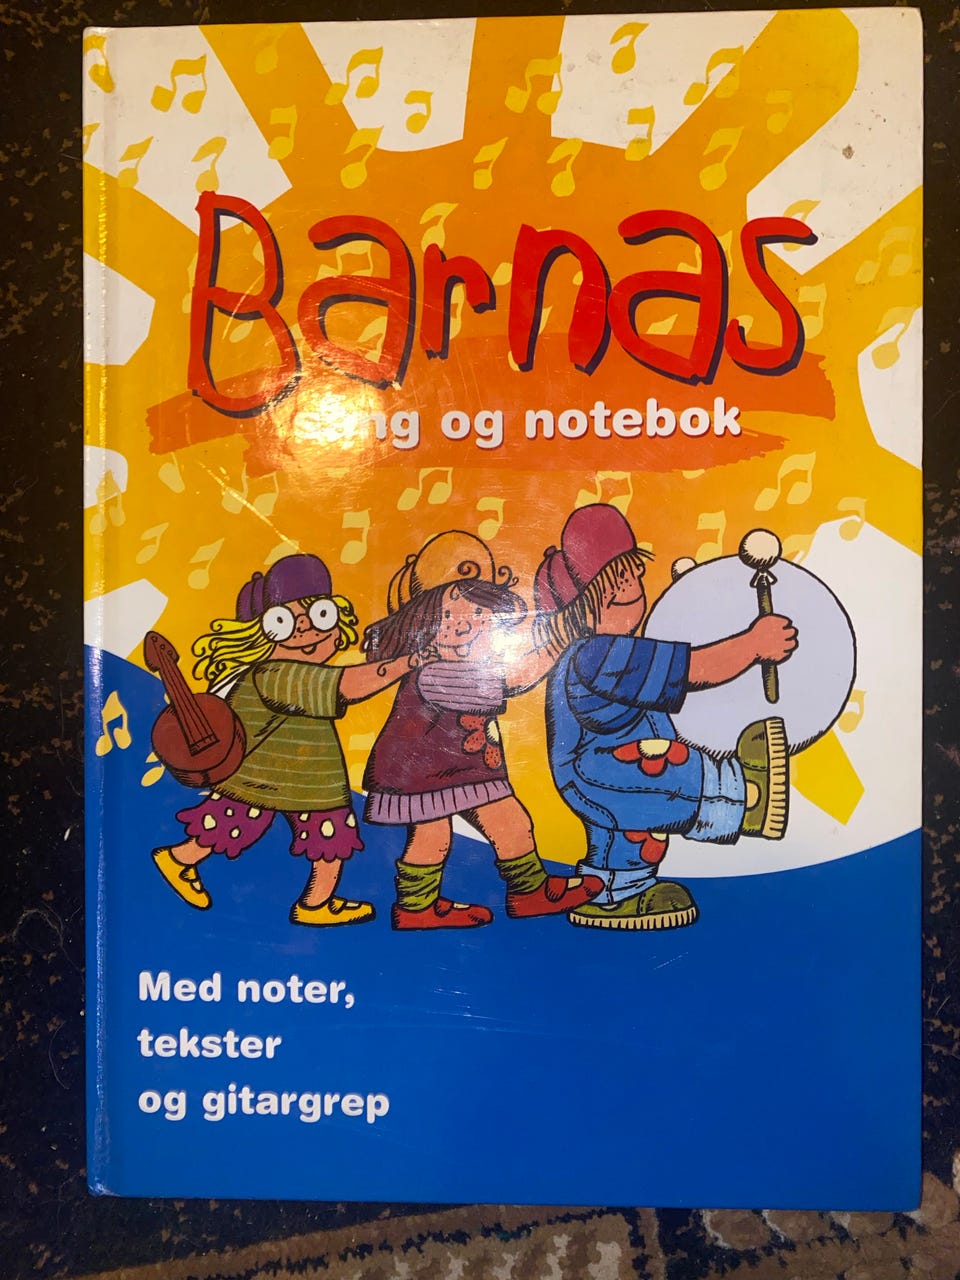 Barnas
og notebok
Med noter,
tekster
og gitargrep